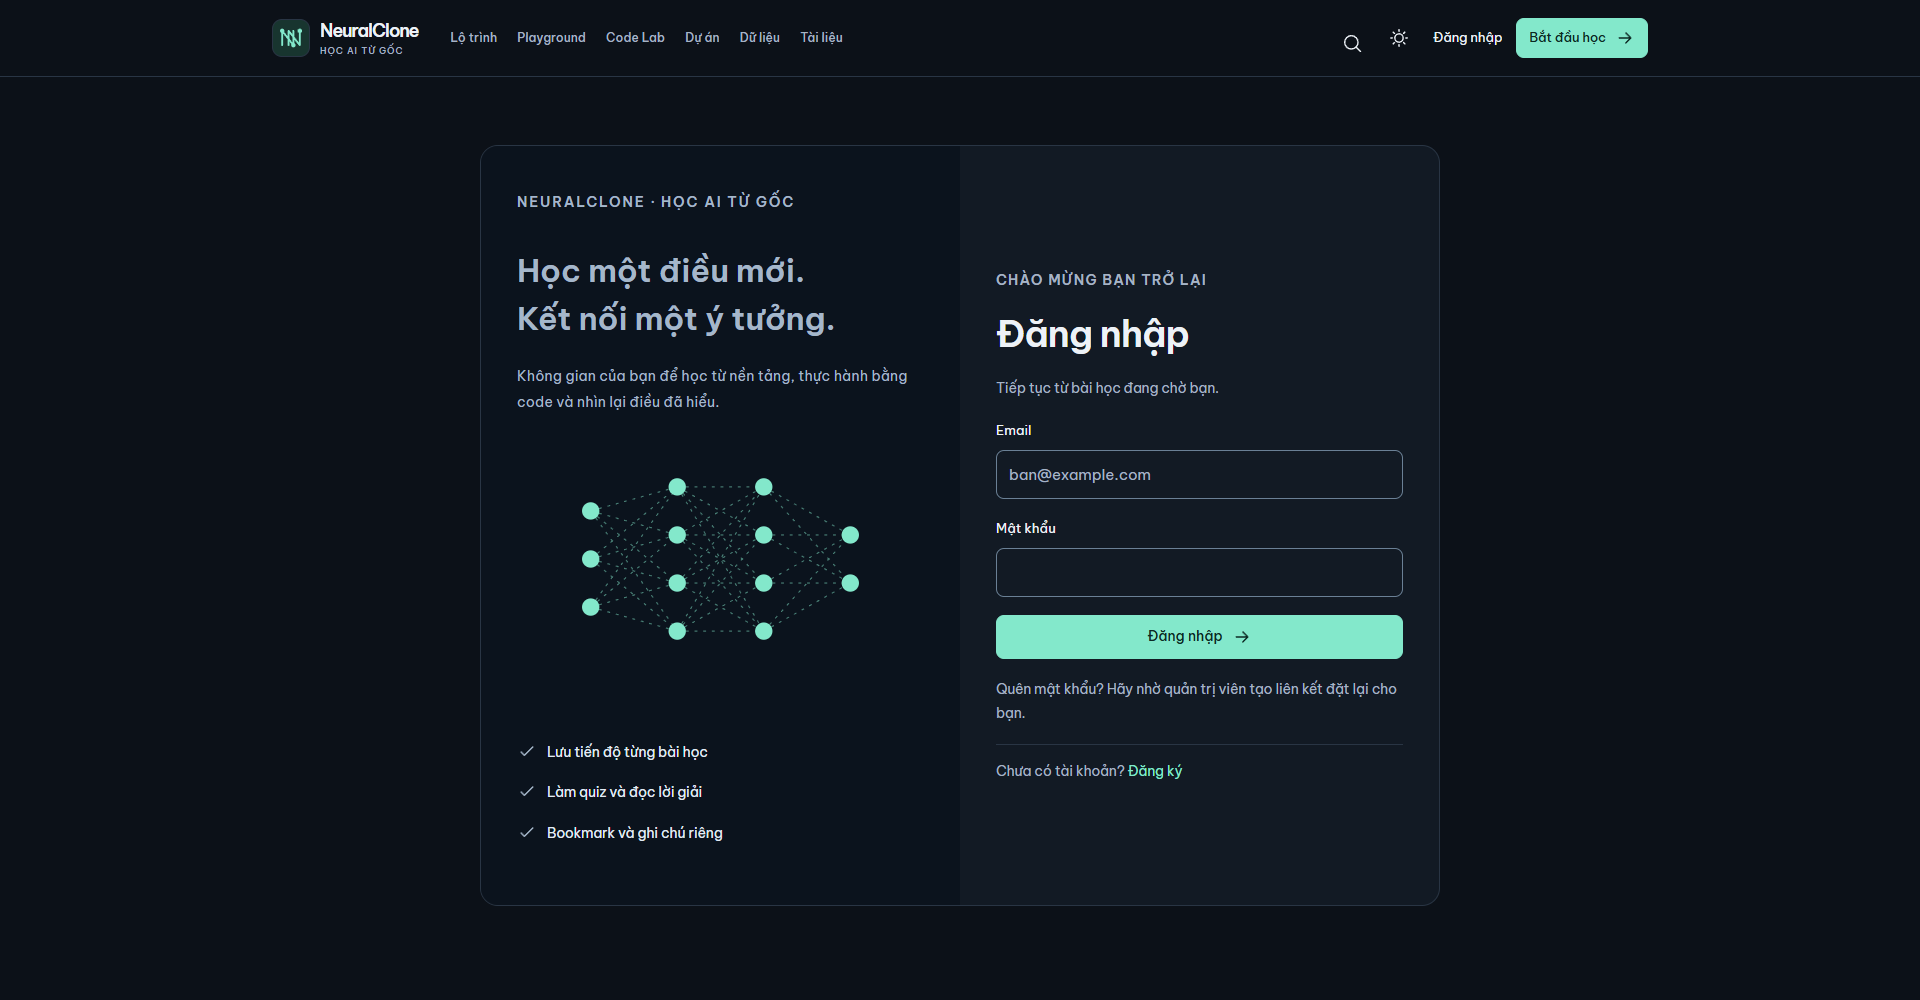 NeuralClone
HỌC AI TỪ GỐC
Lộ trình
Playground
Code Lab
Dự án
Dữ liệu
Tài liệu
Đăng nhập
Bắt đầu học
NEURALCLONE · HỌC AI TỪ GỐC
Học một điều mới.
Kết nối một ý tưởng.
Không gian của bạn để học từ nền tảng, thực hành bằng
code và nhìn lại điều đã hiểu.
Lưu tiến độ từng bài học
Làm quiz và đọc lời giải
Bookmark và ghi chú riêng
CHÀO MỪNG BẠN TRỞ LẠI
Đăng nhập
Tiếp tục từ bài học đang chờ bạn.
Email
ban@example.com
Mật khẩu
Đăng nhập
Quên mật khẩu? Hãy nhờ quản trị viên tạo liên kết đặt lại cho
bạn.
Chưa có tài khoản? Đăng ký